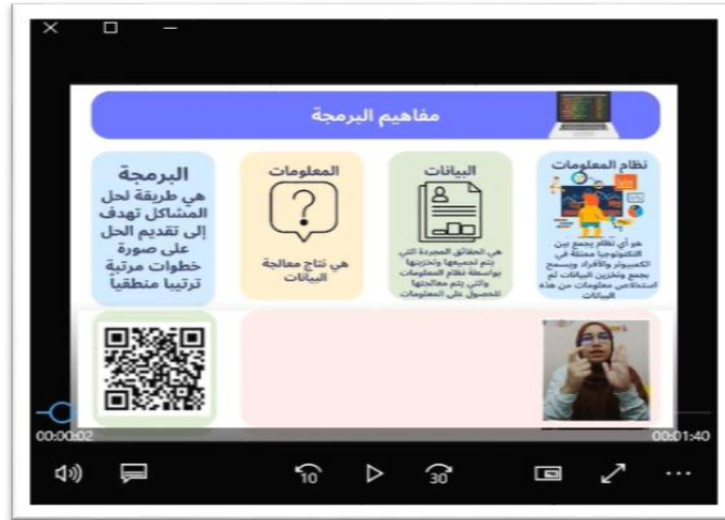 مفاهيم البرمجة
نظام المعلومات
هو أي نظام يجمع بين
التكنولوجيا ممثلة في
الكمبيوتر والأفراد ويسمح
بجمع وتخزين البيانات ثم
استخلاص معلومات من هذه
البيانات
البيانات
هي الحقائق المجردة التي
يتم تجميعها وتخزينها
بواسطة نظام المعلومات
والتي يتم معالجتها
للحصول على المعلومات
المعلومات
?
هي نتاج معالجة
البيانات
البرمجة
هي طريقة لحل
المشاكل تهدف
إلى تقديم الحل
على صورة
خطوات مرتبة
ترتيبا منطقياً
00:00:02
00:01:40
10
30